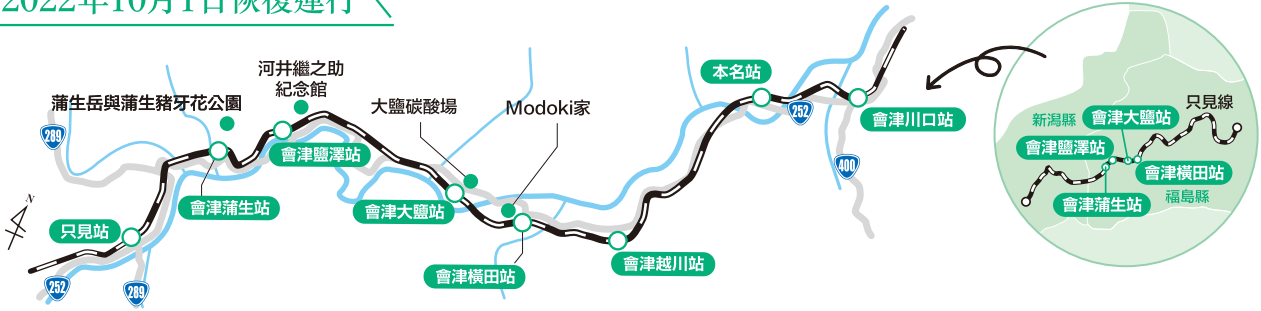 2022年10月1日恢復運行
蒲生岳與蒲生豬牙花公園
河井繼之助
紀念館
大鹽碳酸場
Modoki家
本名站
會津川口站
會津鹽澤站
會津蒲生站
會津大鹽站
只見站
會津橫田站
會津越川站
289
252
289
252
400
N
只見線
新潟縣
會津大鹽站
會津鹽澤站
會津橫田站
福島縣
會津蒲生站